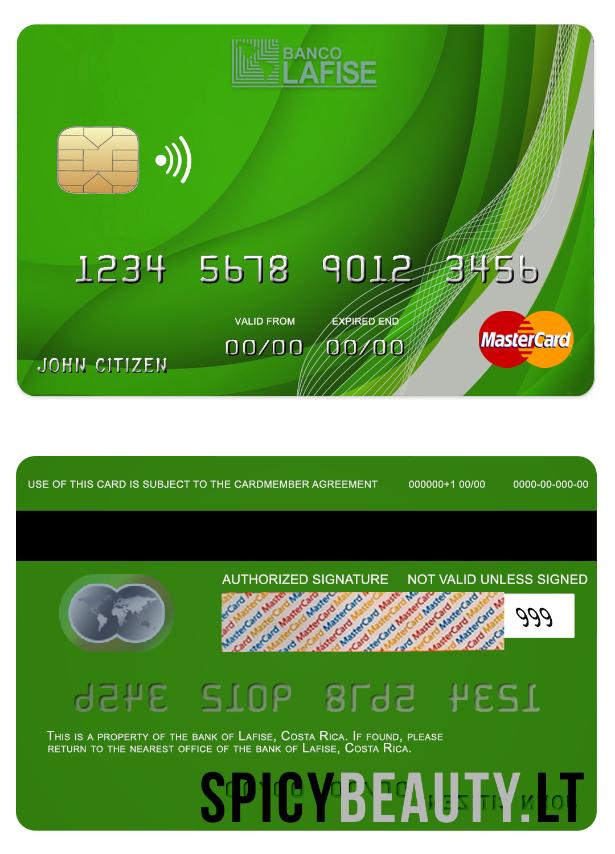 BANCO
LAFISE
1234 5678 9012 3456
VALID FROM EXPIRED END
00/00 00/00
JOHN CITIZEN
MasterCard
USE OF THIS CARD IS SUBJECT TO THE CARDMEMBER AGREEMENT 000000+1 00/00 0000-00-000-00
AUTHORIZED SIGNATURE NOT VALID UNLESS SIGNED
MasterCard MasterCard MasterCard
999
THIS IS A PROPERTY OF THE BANK OF LAFISE, COSTA RICA. IF FOUND, PLEASE
RETURN TO THE NEAREST OFFICE OF THE BANK OF LAFISE, COSTA RICA.
SPICYBEAUTY.LT